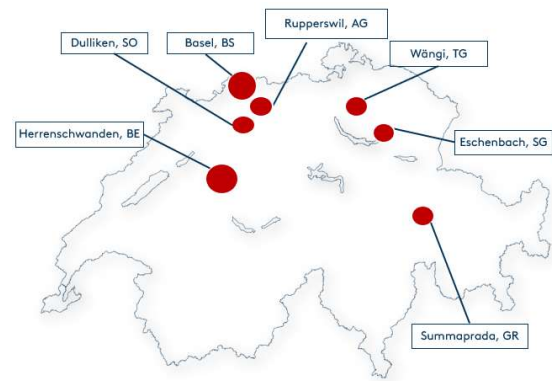 Rupperswil, AG
Dulliken, SO
Basel, BS
Wängi, TG
Herrenschwanden, BE
Eschenbach, SG
Summaprada, GR